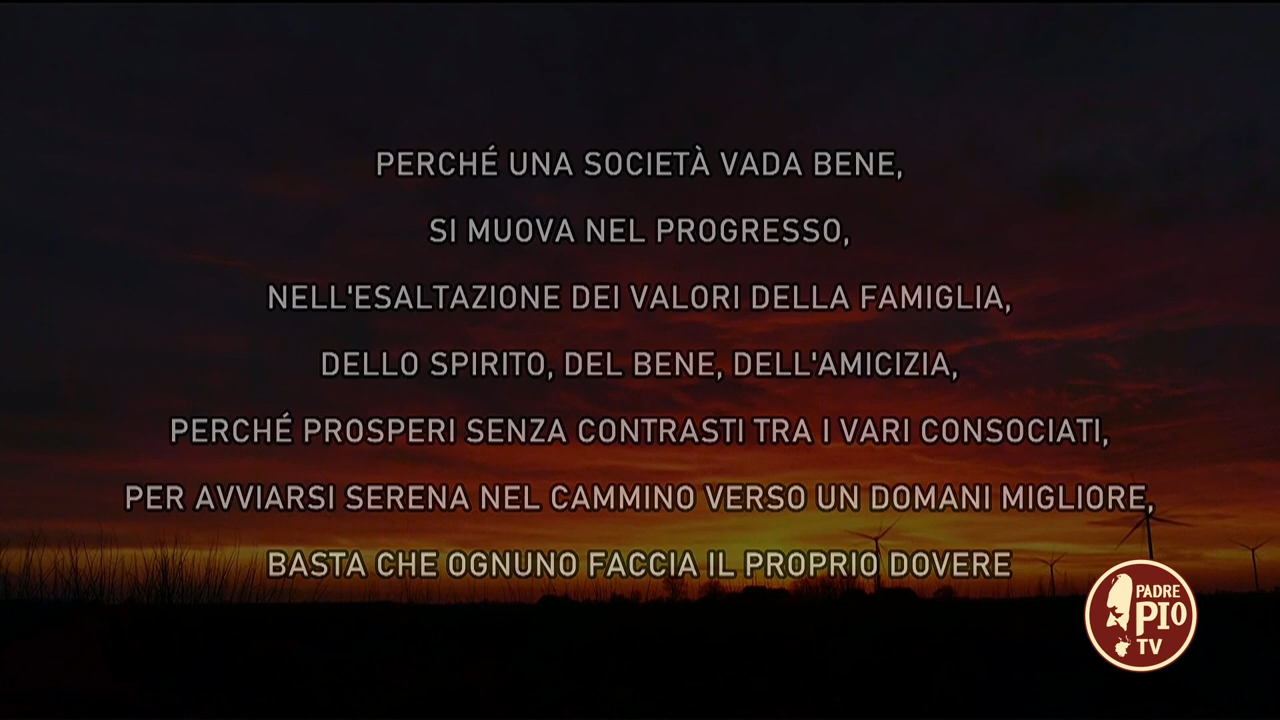 PERCHÉ UNA SOCIETÀ VADA BENE,
SI MUOVA NEL PROGRESSO,
NELL'ESALTAZIONE DEI VALORI DELLA FAMIGLIA,
DELLO SPIRITO, DEL BENE, DELL'AMICIZIA,
PERCHÉ PROSPERI SENZA CONTRASTI TRA I VARI CONSOCIATI,
PER AVVIARSI SERENA NEL CAMMINO VERSO UN DOMANI MIGLIORE,
BASTA CHE OGNUNO FACCIA IL PROPRIO DOVERE
PADRE
PIO
TV